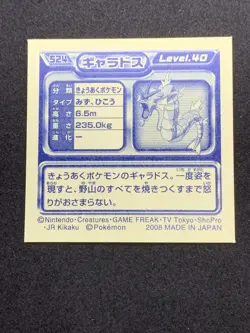 S24 ギャラドス Level.40
分類 きょうあくポケモン
タイプ みず、ひこう
高さ 6.5m
重さ 235.0kg
進化 ー
きょうあくポケモンのギャラドス。一度姿を
現すと、野山のすべてを焼きつくすまで怒
りがおさまらない。
©Nintendo・Creatures・GAME FREAK・TV Tokyo・ShoPro
・JR Kikaku ©Pokémon 2008 MADE IN JAPAN